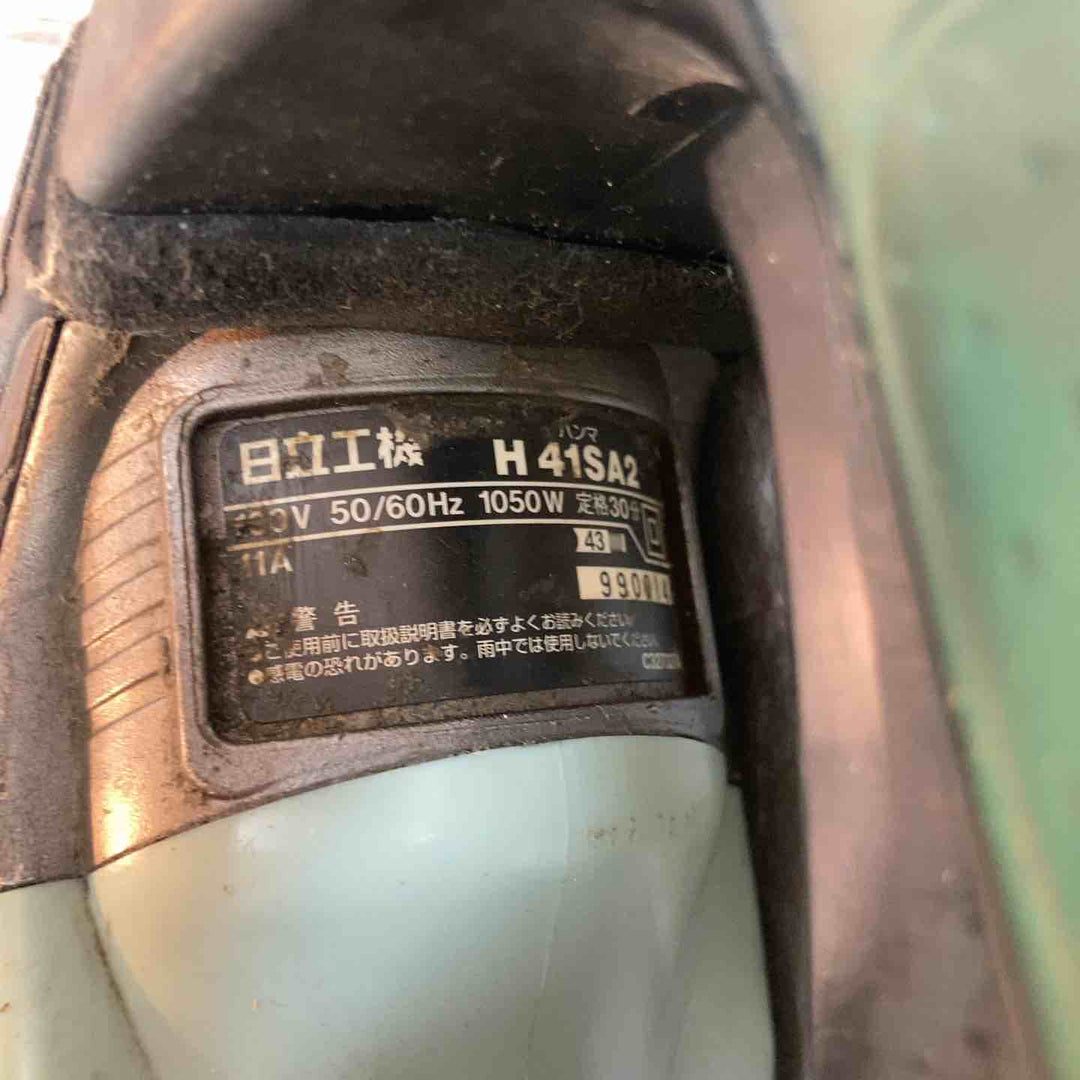 日立工機 ハンマ H 41SA2
V 50/60Hz 1050W 定格30分
11A
43
990014
警告
ご使用前に取扱説明書を必ずよくお読みください
●感電の恐れがあります。雨中では使用しないでください